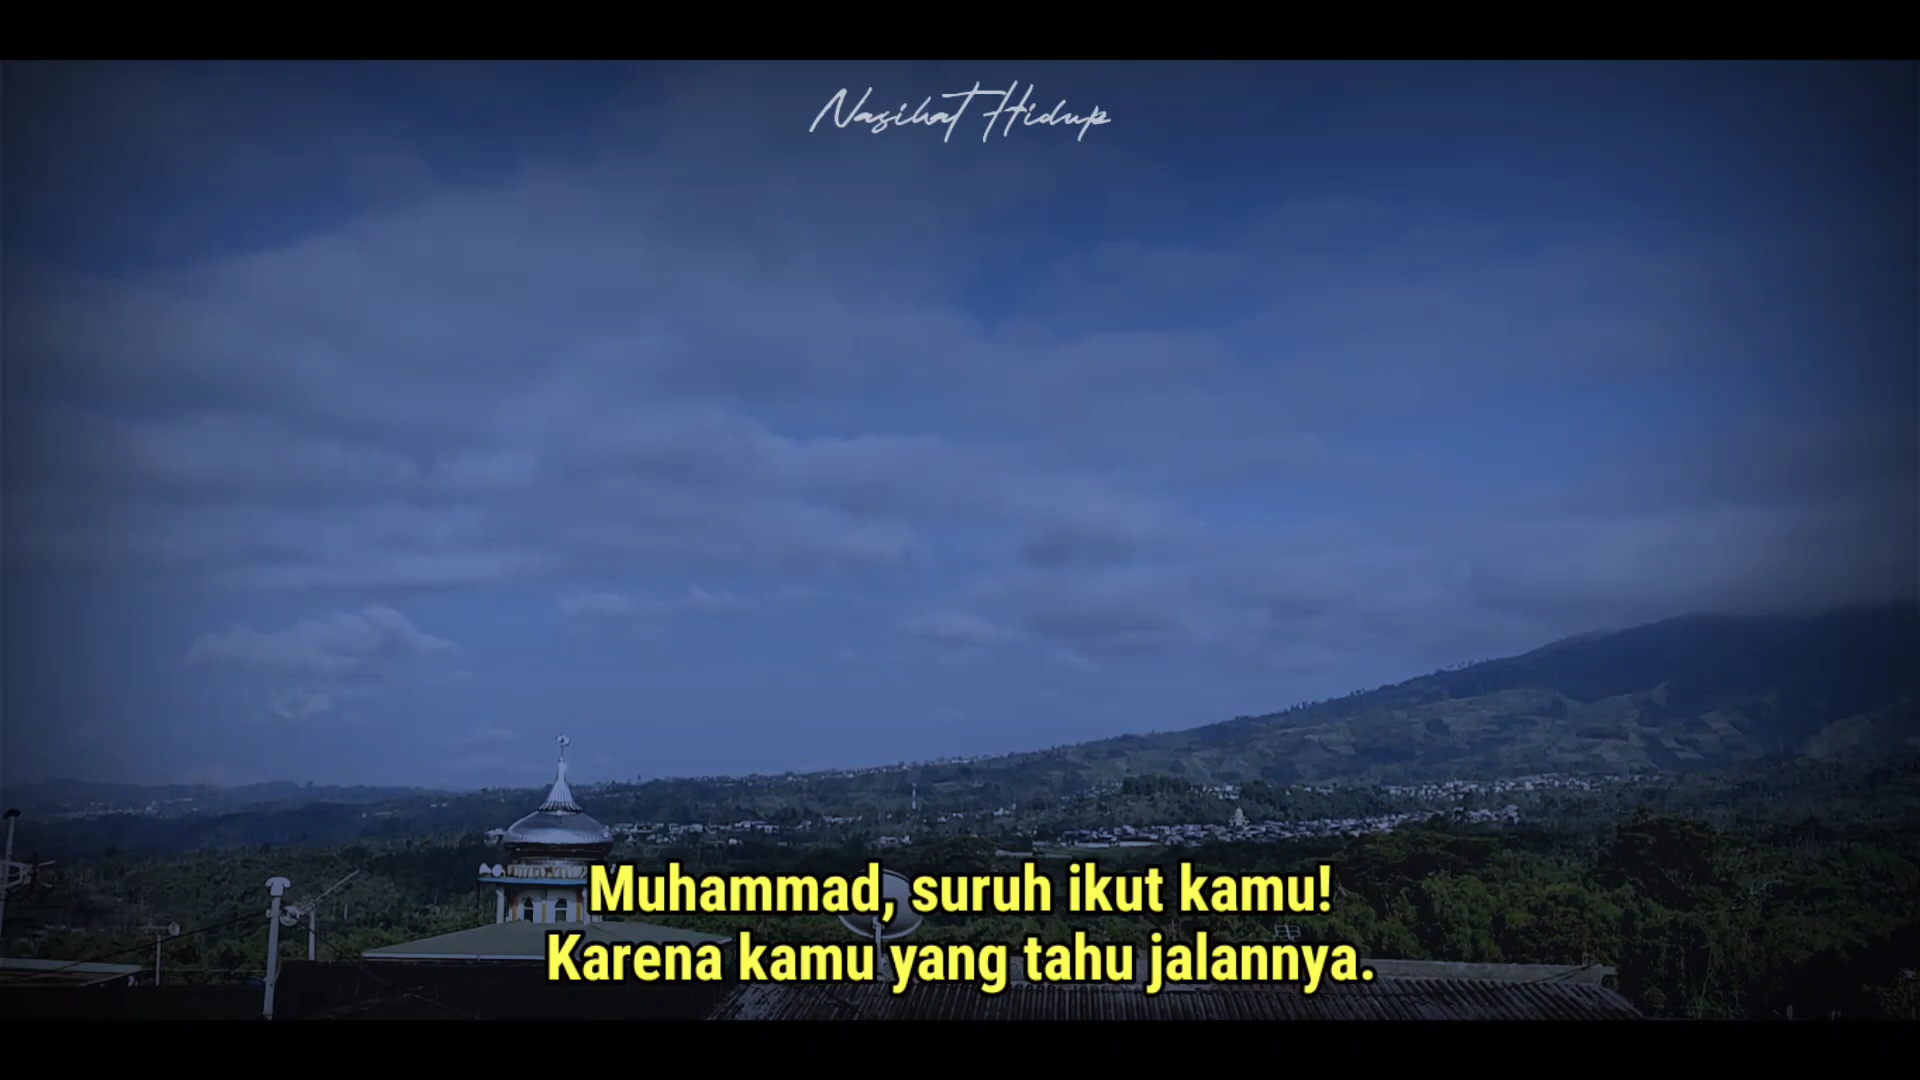 Nasihat Hidup
Muhammad, suruh ikut kamu!
Karena kamu yang tahu jalannya.